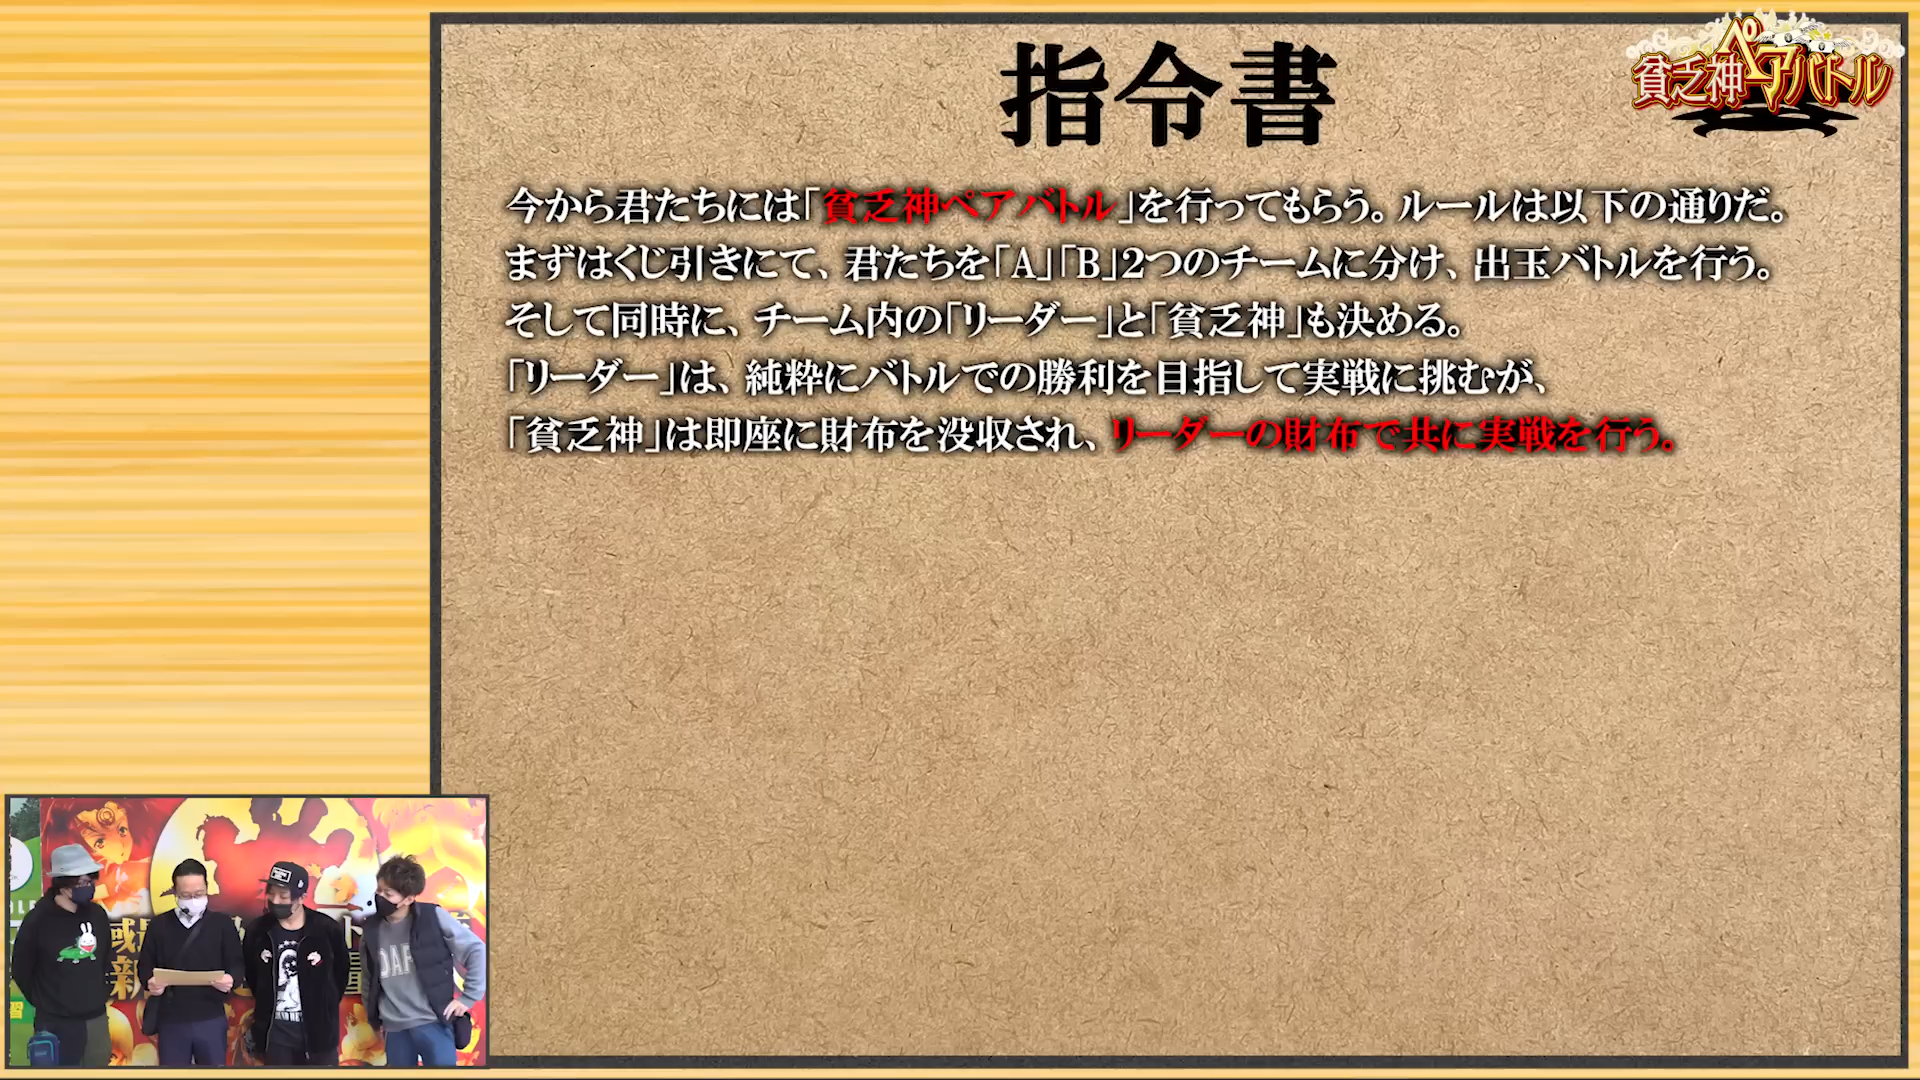 指令書
貧乏神ペアバトル
今から君たちには｢貧乏神ペアバトル｣を行ってもらう。ルールは以下の通りだ。
まずはくじ引きにて、君たちを｢A｣｢B｣2つのチームに分け、出玉バトルを行う。
そして同時に、チーム内の｢リーダー｣と｢貧乏神｣も決める。
｢リーダー｣は、純粋にバトルでの勝利を目指して実戦に挑むが、
｢貧乏神｣は即座に財布を没収され、リーダーの財布で共に実戦を行う。